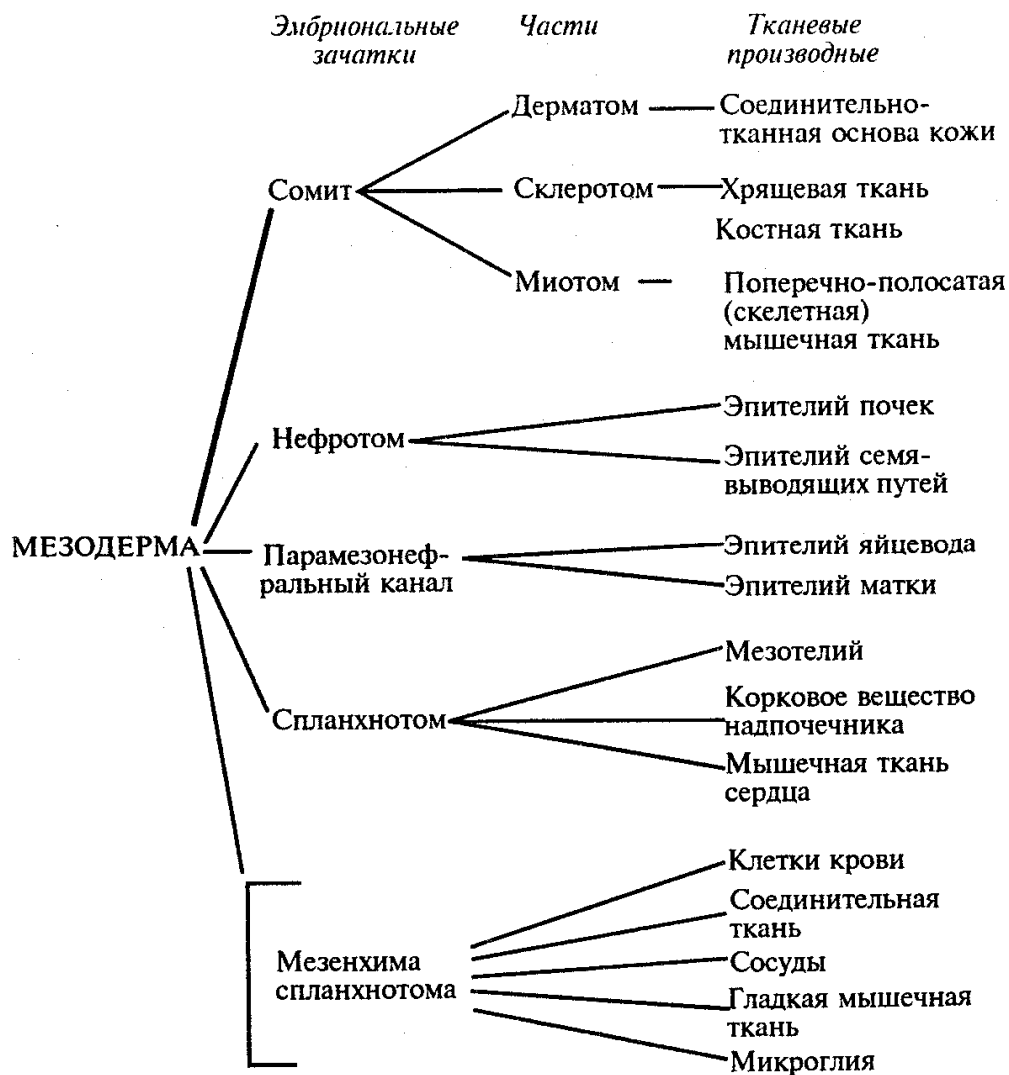 Эмбриональные
зачатки
Части
Тканевые
производные
Дерматом
Соединительно-
тканная основа кожи
Сомит
Склеротом
Хрящевая ткань
Костная ткань
Миотом
Поперечно-полосатая
(скелетная)
мышечная ткань
Нефротом
Эпителий почек
Эпителий семя-
выводящих путей
МЕЗОДЕРМА
Парамезонеф-
ральный канал
Эпителий яйцевода
Эпителий матки
Спланхнотом
Мезотелий
Корковое вещество
надпочечника
Мышечная ткань
сердца
Мезенхима
спланхнотома
Клетки крови
Соединительная
ткань
Сосуды
Гладкая мышечная
ткань
Микроглия